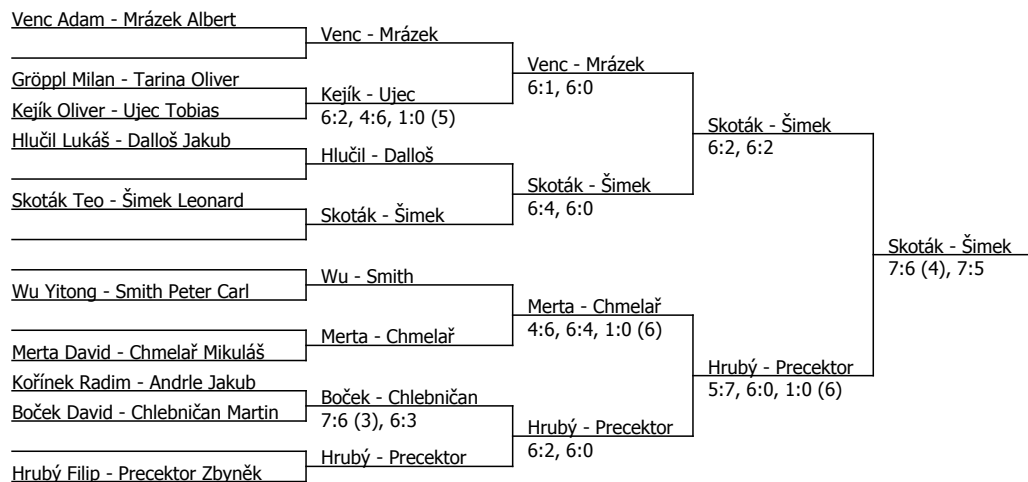 Venc Adam - Mrázek Albert
Gröppl Milan - Tarina Oliver
Kejík Oliver - Ujec Tobias
Hlučil Lukáš - Dalloš Jakub
Skoták Teo - Šimek Leonard
Wu Yitong - Smith Peter Carl
Merta David - Chmelař Mikuláš
Kořínek Radim - Andrle Jakub
Boček David - Chlebničan Martin
Hrubý Filip - Precektor Zbyněk
Venc - Mrázek
Kejík - Ujec
6:2, 4:6, 1:0 (5)
Hlučil - Dalloš
Skoták - Šimek
Wu - Smith
Merta - Chmelař
Boček - Chlebničan
7:6 (3), 6:3
Hrubý - Precektor
Venc - Mrázek
6:1, 6:0
Skoták - Šimek
6:4, 6:0
Merta - Chmelař
4:6, 6:4, 1:0 (6)
Hrubý - Precektor
6:2, 6:0
Skoták - Šimek
6:2, 6:2
Hrubý - Precektor
5:7, 6:0, 1:0 (6)
Skoták - Šimek
7:6 (4), 7:5